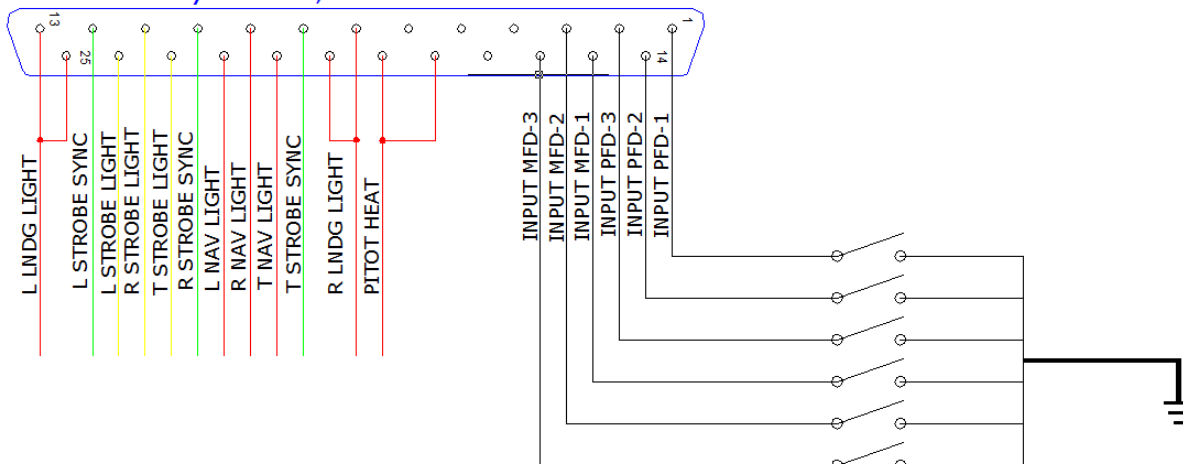 13
1
25
14
L LNDG LIGHT
L STROBE SYNC
L STROBE LIGHT
R STROBE LIGHT
T STROBE LIGHT
R STROBE SYNC
L NAV LIGHT
R NAV LIGHT
T NAV LIGHT
T STROBE SYNC
R LNDG LIGHT
PITOT HEAT
INPUT MFD-3
INPUT MFD-2
INPUT MFD-1
INPUT PFD-3
INPUT PFD-2
INPUT PFD-1